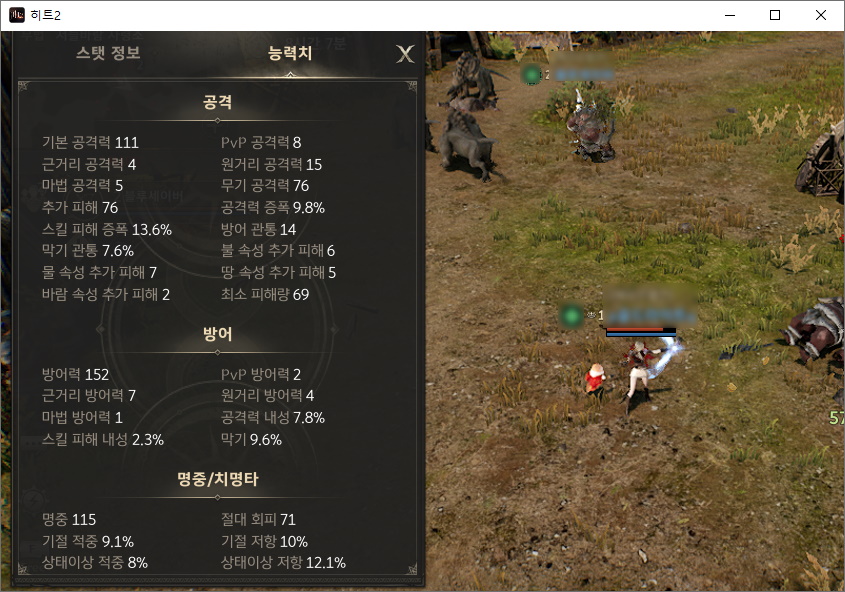 히트2
스탯 정보 능력치 X
공격
기본 공격력 111 PvP 공격력 8
근거리 공격력 4 원거리 공격력 15
마법 공격력 5 무기 공격력 76
추가 피해 76 공격력 증폭 9.8%
스킬 피해 증폭 13.6% 방어 관통 14
막기 관통 7.6% 불 속성 추가 피해 6
물 속성 추가 피해 7 땅 속성 추가 피해 5
바람 속성 추가 피해 2 최소 피해량 69
방어
방어력 152 PvP 방어력 2
근거리 방어력 7 원거리 방어력 4
마법 방어력 1 공격력 내성 7.8%
스킬 피해 내성 2.3% 막기 9.6%
명중/치명타
명중 115 절대 회피 71
기절 적중 9.1% 기절 저항 10%
상태이상 적중 8% 상태이상 저항 12.1%
57